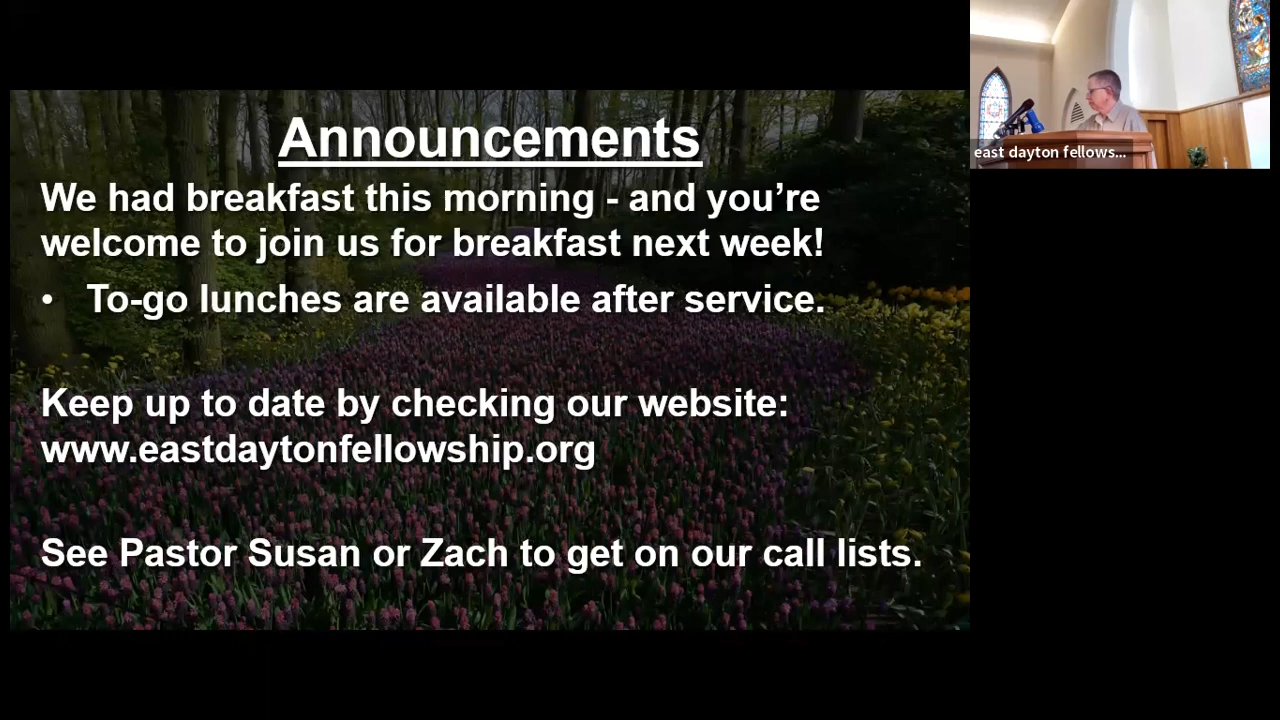 Announcements
We had breakfast this morning - and you’re
welcome to join us for breakfast next week!
• To-go lunches are available after service.
Keep up to date by checking our website:
www.eastdaytonfellowship.org
See Pastor Susan or Zach to get on our call lists.
east dayton fellows...